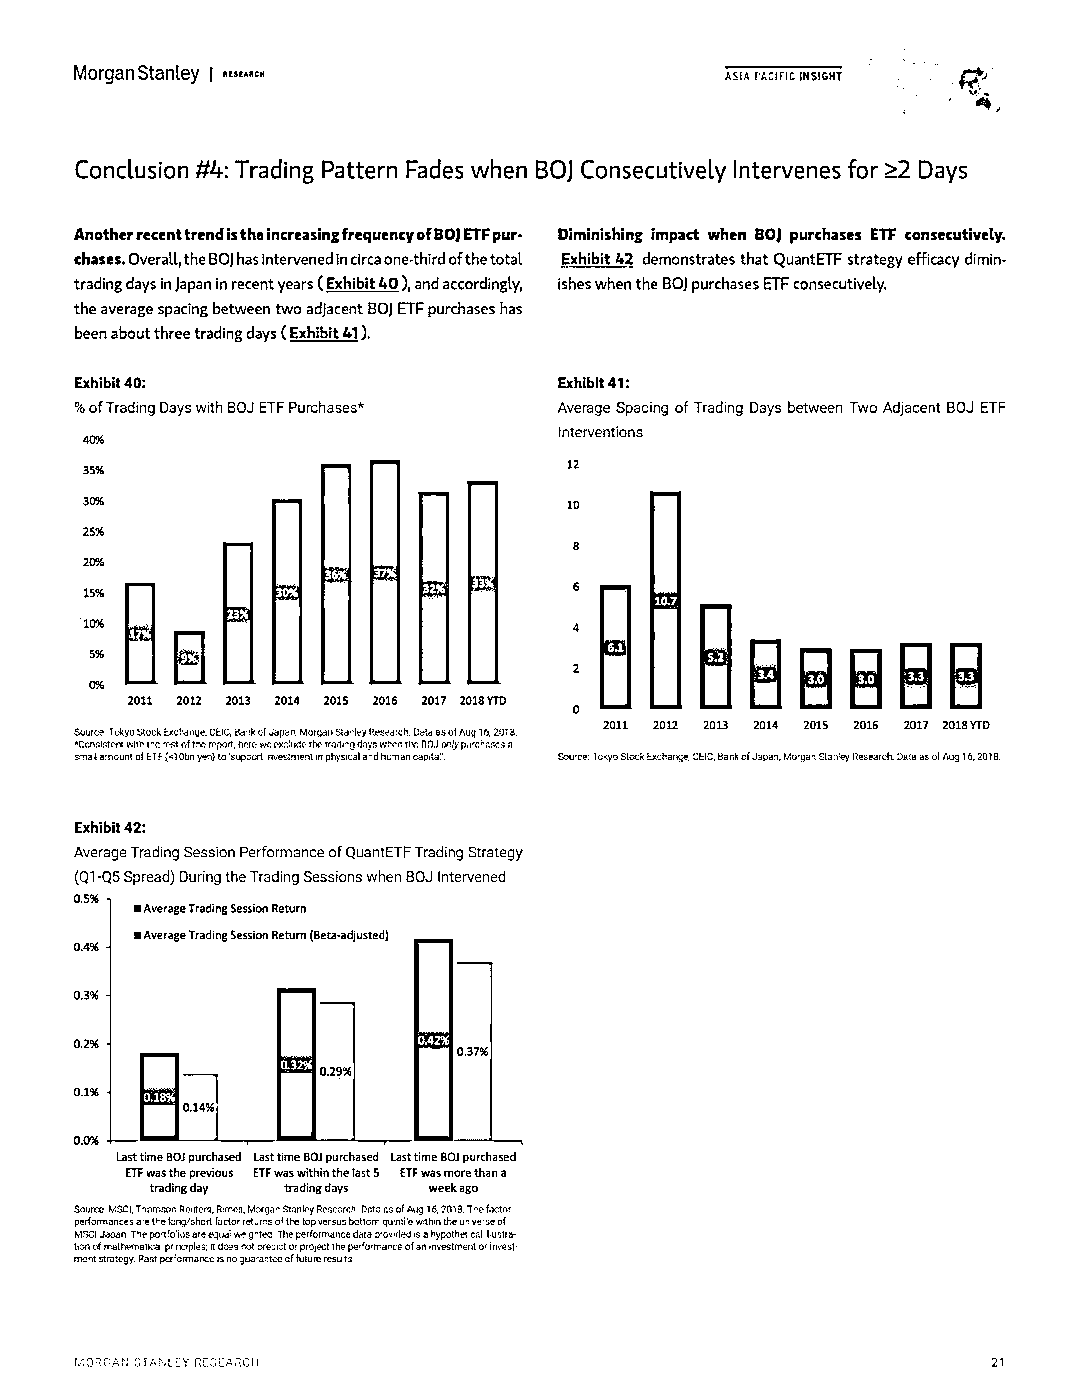 Morgan Stanley | RESEARCH
ASIA PACIFIC INSIGHT
Conclusion #4: Trading Pattern Fades when BOJ Consecutively Intervenes for ≥2 Days
Another recent trend is the increasing frequency of BOJ ETF pur-
chases. Overall, the BOJ has intervened in circa one-third of the total
trading days in Japan in recent years ( Exhibit 40 ), and accordingly,
the average spacing between two adjacent BOJ ETF purchases has
been about three trading days ( Exhibit 41 ).
Diminishing impact when BOJ purchases ETF consecutively.
Exhibit 42 demonstrates that QuantETF strategy efficacy dimin-
ishes when the BOJ purchases ETF consecutively.
Exhibit 40:
% of Trading Days with BOJ ETF Purchases*
40%
35%
30%
25%
20%
15%
10%
5%
0%
17%
9%
23%
30%
36%
37%
32%
33%
2011 2012 2013 2014 2015 2016 2017 2018 YTD
Source: Tokyo Stock Exchange, CEIC, Bank of Japan, Morgan Stanley Research. Data as of Aug 16, 2018.
*Consistent with the rest of the report, here we exclude the trading days when the BOJ only purchases a
small amount of ETF (<10bn yen) to "support investment in physical and human capital".
Exhibit 41:
Average Spacing of Trading Days between Two Adjacent BOJ ETF
Interventions
12
10
8
6
4
2
0
6.1
10.7
5.2
3.4
3.0
3.0
3.3
3.3
2011 2012 2013 2014 2015 2016 2017 2018 YTD
Source: Tokyo Stock Exchange, CEIC, Bank of Japan, Morgan Stanley Research. Data as of Aug 16, 2018.
Exhibit 42:
Average Trading Session Performance of QuantETF Trading Strategy
(Q1-Q5 Spread) During the Trading Sessions when BOJ Intervened
0.5%
0.4%
0.3%
0.2%
0.1%
0.0%
Average Trading Session Return
Average Trading Session Return (Beta-adjusted)
0.18%
0.14%
0.32%
0.29%
0.42%
0.37%
Last time BOJ purchased
ETF was the previous
trading day
Last time BOJ purchased
ETF was within the last 5
trading days
Last time BOJ purchased
ETF was more than a
week ago
Source: MSCI, Thomson Reuters, Rimes, Morgan Stanley Research. Data as of Aug 16, 2018. The factor
performances are the long/short factor returns of the top versus bottom quintile within the universe of
MSCI Japan. The portfolios are equal weighted. The performance data provided is a hypothetical illustra-
tion of mathematical principles; it does not predict or project the performance of an investment or invest-
ment strategy. Past performance is no guarantee of future results.
MORGAN STANLEY RESEARCH
21